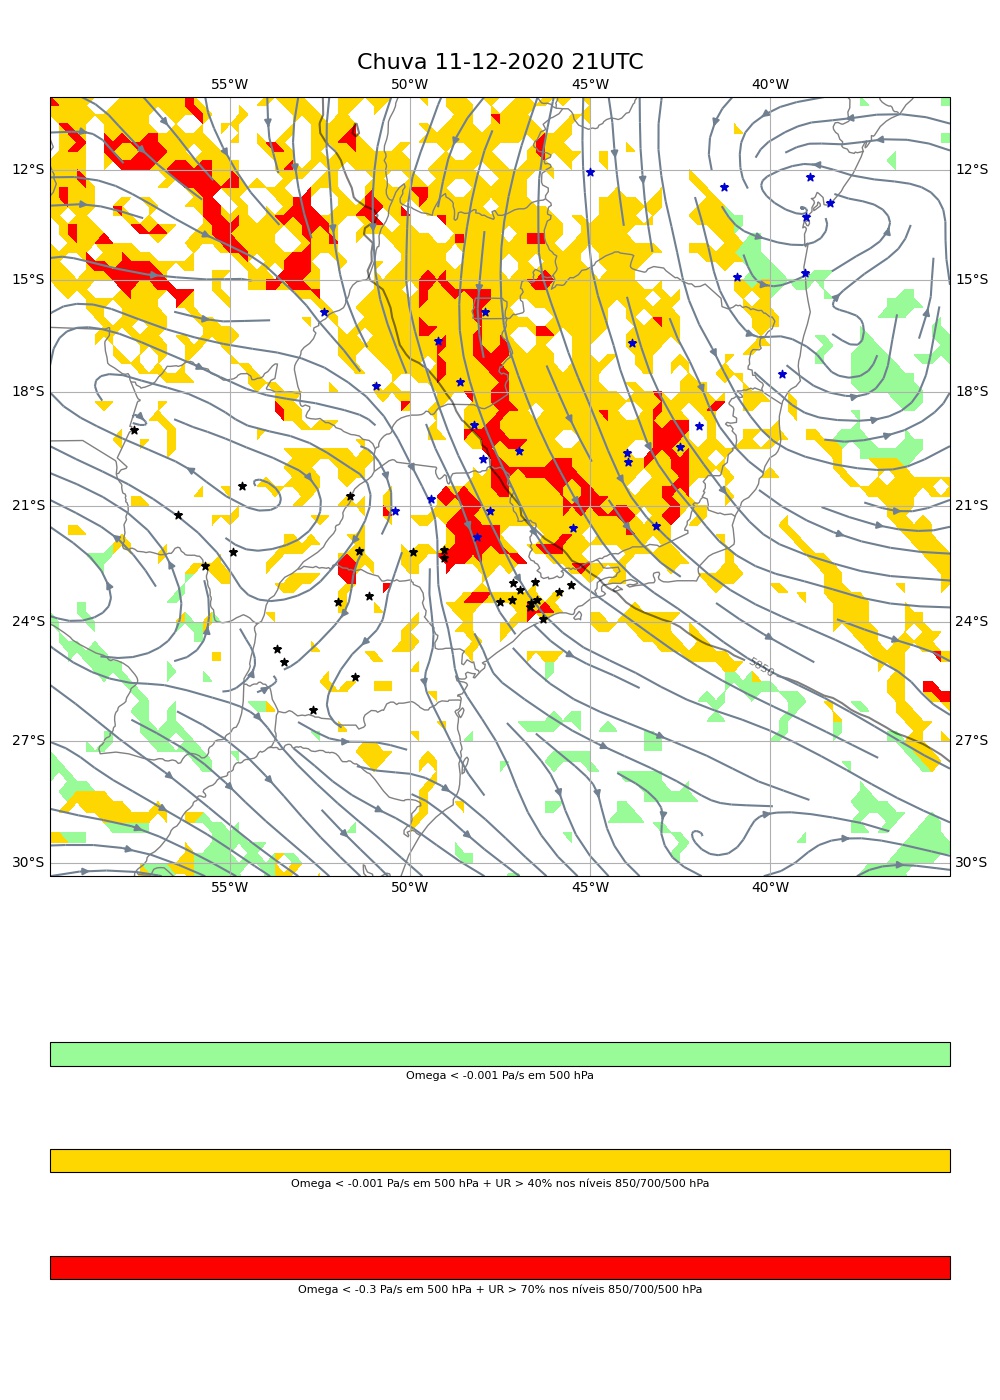 Chuva 11-12-2020 21UTC
55°W 50°W 45°W 40°W
12°S 12°S
15°S 15°S
18°S 18°S
21°S 21°S
24°S 24°S
5850
27°S 27°S
30°S 30°S
55°W 50°W 45°W 40°W
Omega < -0.001 Pa/s em 500 hPa
Omega < -0.001 Pa/s em 500 hPa + UR > 40% nos níveis 850/700/500 hPa
Omega < -0.3 Pa/s em 500 hPa + UR > 70% nos níveis 850/700/500 hPa